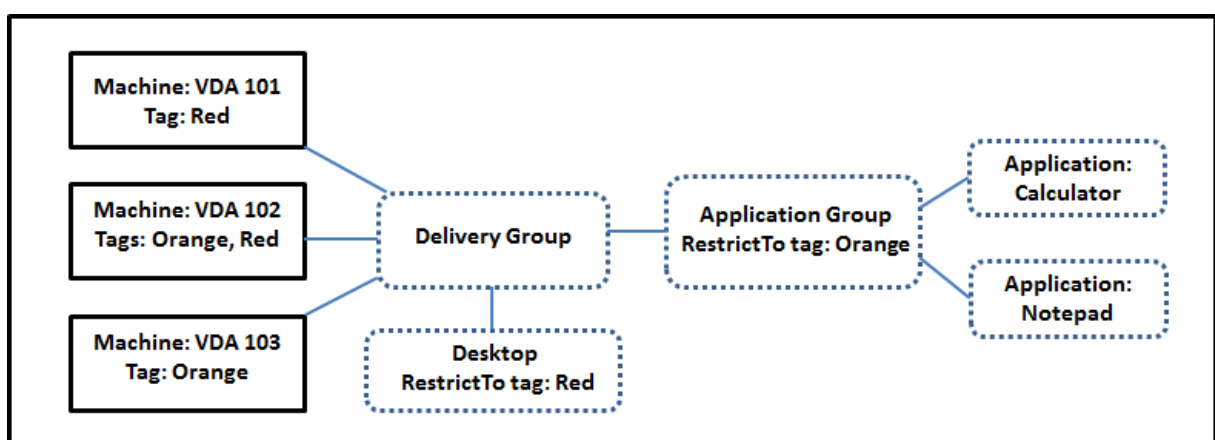 Machine: VDA 101
Tag: Red
Machine: VDA 102
Tags: Orange, Red
Machine: VDA 103
Tag: Orange
Delivery Group
Desktop
RestrictTo tag: Red
Application Group
RestrictTo tag: Orange
Application:
Calculator
Application:
Notepad